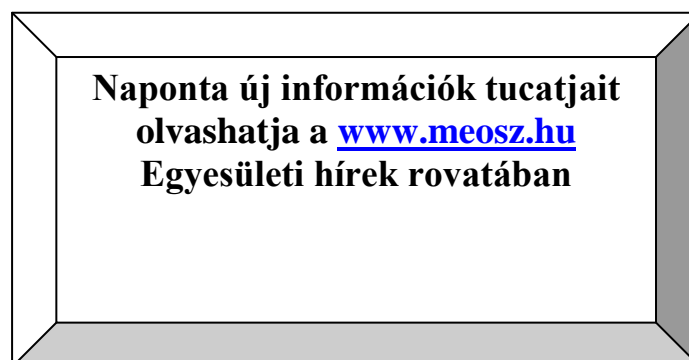 Naponta új információk tucatjait
olvashatja a www.meosz.hu
Egyesületi hírek rovatában